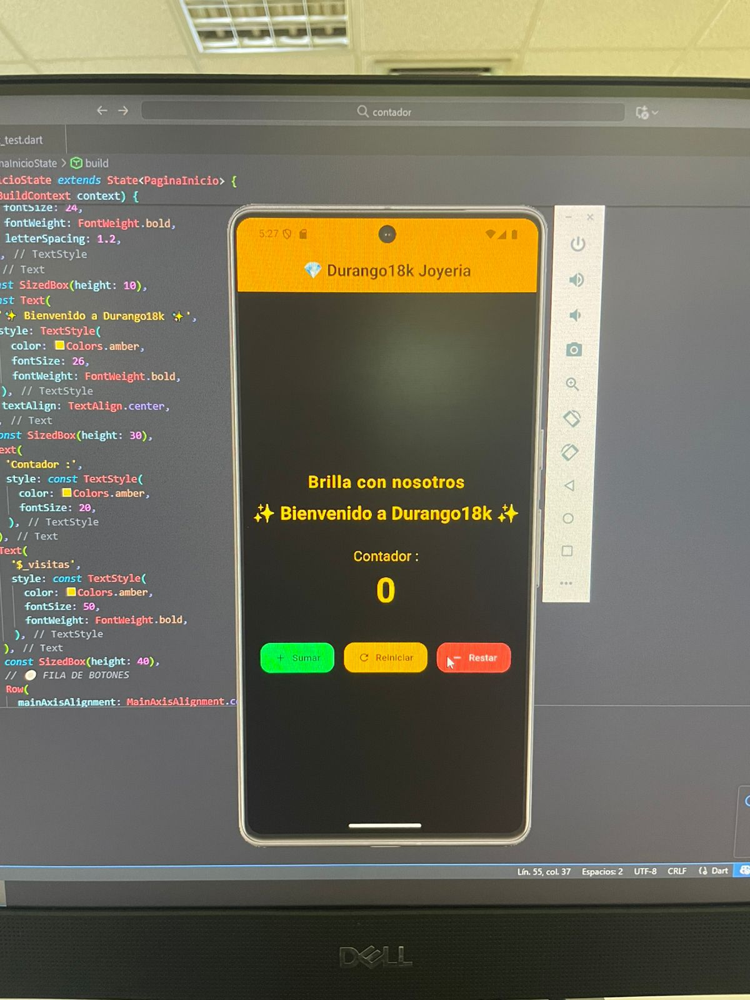 contador
_test.dart
naInicioState > build
icioState extends State<PaginaInicio> {
BuildContext context) {
fontSize: 24,
fontWeight: FontWeight.bold,
letterSpacing: 1.2,
, // TextStyle
// Text
st SizedBox(height: 10),
nst Text(
'✨ Bienvenido a Durango18k ✨',
style: TextStyle(
color: Colors.amber,
fontSize: 26,
fontWeight: FontWeight.bold,
), // TextStyle
textAlign: TextAlign.center,
, // Text
onst SizedBox(height: 30),
ext(
'Contador :',
style: const TextStyle(
color: Colors.amber,
fontSize: 20,
), // TextStyle
), // Text
Text(
'$_visitas',
style: const TextStyle(
color: Colors.amber,
fontSize: 50,
fontWeight: FontWeight.bold,
), // TextStyle
), // Text
const SizedBox(height: 40),
// FILA DE BOTONES
Row(
mainAxisAlignment: MainAxisAlignment.c
5:27
💎 Durango18k Joyeria
Brilla con nosotros
✨ Bienvenido a Durango18k ✨
Contador :
0
+ Sumar
Reiniciar
− Restar
Lín. 55, col. 37 Espacios: 2 UTF-8 CRLF Dart
DELL